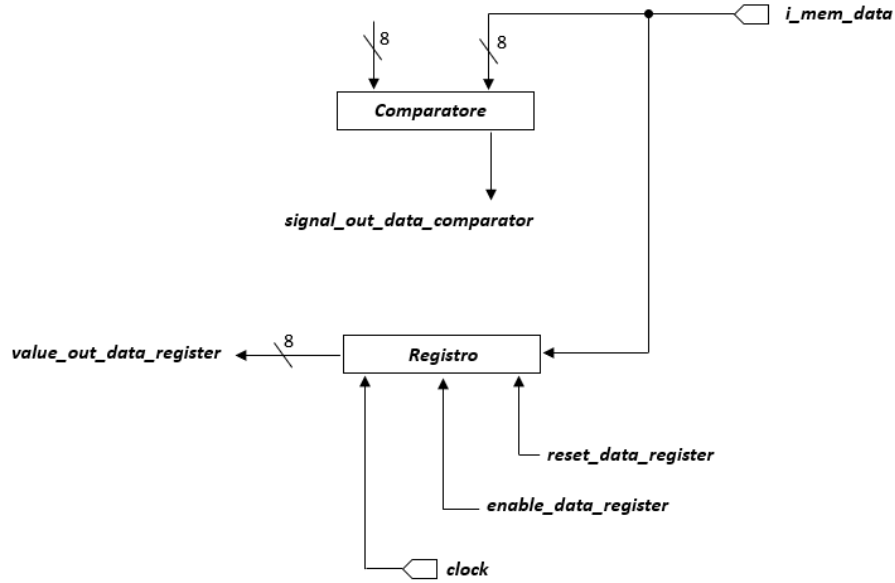 i_mem_data
8
8
Comparatore
signal_out_data_comparator
8
value_out_data_register
Registro
reset_data_register
enable_data_register
clock